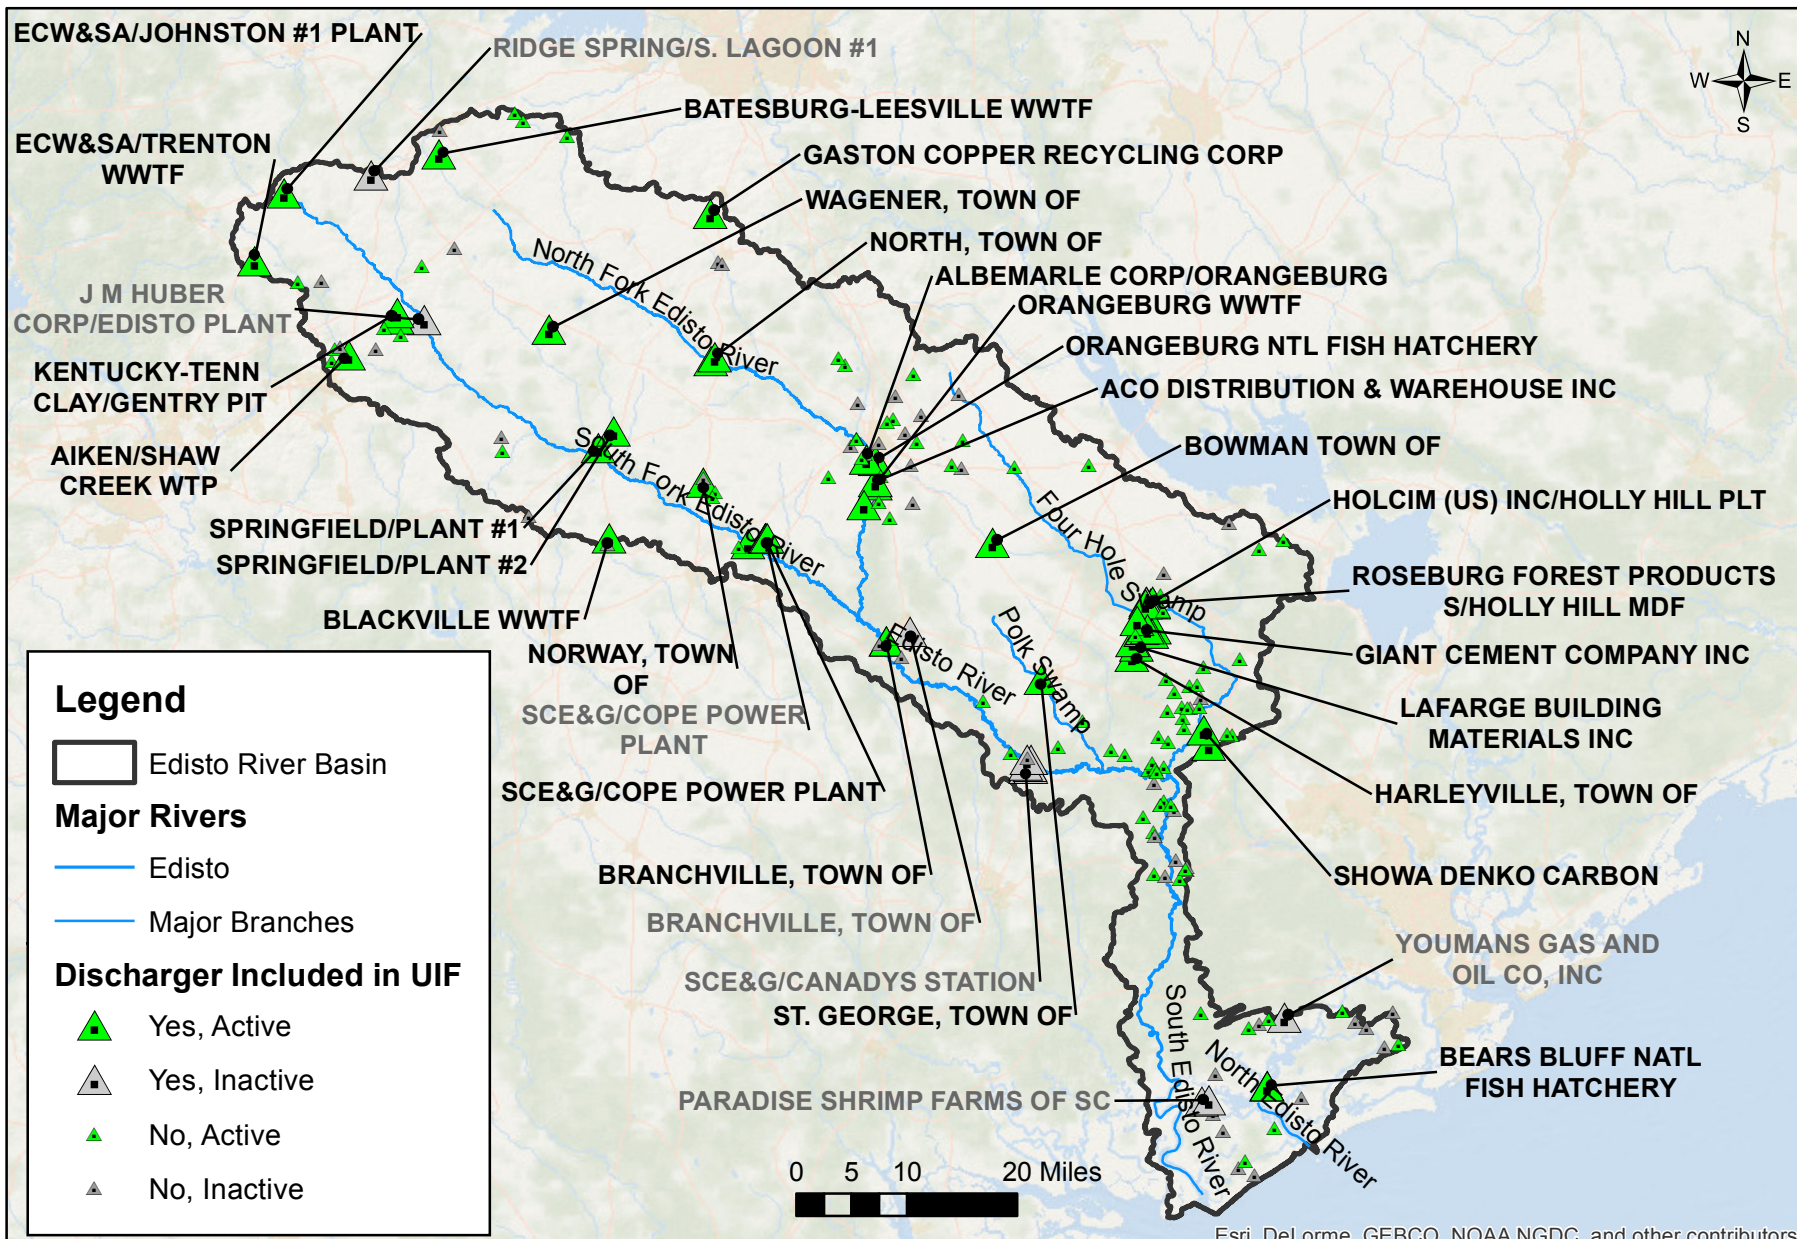 ECW&SA/JOHNSTON #1 PLANT
RIDGE SPRING/S. LAGOON #1
N
W E
S
BATESBURG-LEESVILLE WWTF
ECW&SA/TRENTON
WWTF
GASTON COPPER RECYCLING CORP
WAGENER, TOWN OF
NORTH, TOWN OF
North Fork Edisto River
ALBEMARLE CORP/ORANGEBURG
ORANGEBURG WWTF
J M HUBER
CORP/EDISTO PLANT
ORANGEBURG NTL FISH HATCHERY
KENTUCKY-TENN
CLAY/GENTRY PIT
ACO DISTRIBUTION & WAREHOUSE INC
BOWMAN TOWN OF
AIKEN/SHAW
CREEK WTP
South Fork Edisto River
Four Hole Swamp
HOLCIM (US) INC/HOLLY HILL PLT
SPRINGFIELD/PLANT #1
SPRINGFIELD/PLANT #2
ROSEBURG FOREST PRODUCTS
S/HOLLY HILL MDF
BLACKVILLE WWTF
Edisto River
Polk Swamp
NORWAY, TOWN
OF
GIANT CEMENT COMPANY INC
SCE&G/COPE POWER
PLANT
LAFARGE BUILDING
MATERIALS INC
SCE&G/COPE POWER PLANT
HARLEYVILLE, TOWN OF
BRANCHVILLE, TOWN OF
SHOWA DENKO CARBON
BRANCHVILLE, TOWN OF
YOUMANS GAS AND
OIL CO, INC
SCE&G/CANADYS STATION
ST. GEORGE, TOWN OF
South Edisto River
North Edisto River
BEARS BLUFF NATL
FISH HATCHERY
PARADISE SHRIMP FARMS OF SC
Legend
Edisto River Basin
Major Rivers
Edisto
Major Branches
Discharger Included in UIF
Yes, Active
Yes, Inactive
No, Active
No, Inactive
0 5 10 20 Miles
Esri, DeLorme, GEBCO, NOAA NGDC, and other contributors